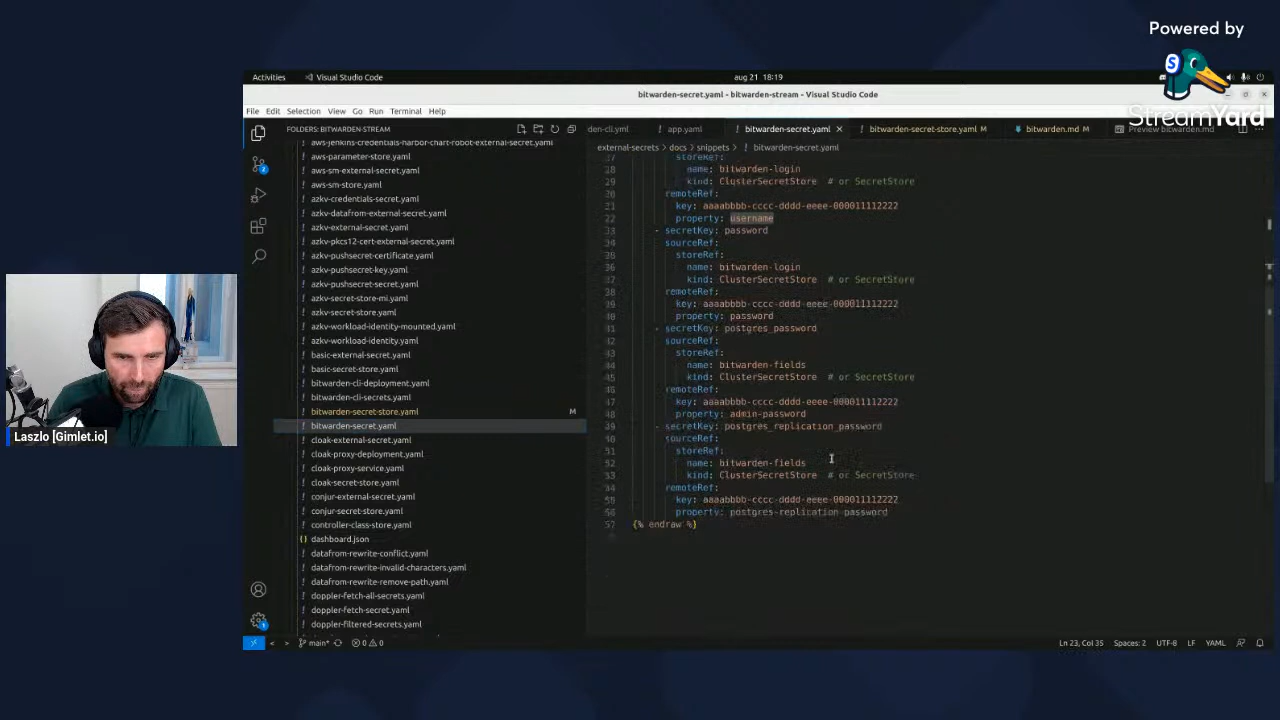 Powered by
S
StreamYard
Activities
Visual Studio Code
aug 21 18:19
bitwarden-secret.yaml - bitwarden-stream - Visual Studio Code
File Edit Selection View Go Run Terminal Help
FOLDERS: BITWARDEN-STREAM
den-cli.yml
app.yaml
bitwarden-secret.yaml
bitwarden-secret-store.yaml M
bitwarden.md M
Preview bitwarden.md
external-secrets > docs > snippets > ! bitwarden-secret.yaml
! aws-jenkins-credentials-harbor-chart-robot-external-secret.yaml
! aws-parameter-store.yaml
! aws-sm-external-secret.yaml
! aws-sm-store.yaml
! azkv-credentials-secret.yaml
! azkv-datafrom-external-secret.yaml
! azkv-external-secret.yaml
! azkv-pkcs12-cert-external-secret.yaml
! azkv-pushsecret-certificate.yaml
! azkv-pushsecret-key.yaml
! azkv-pushsecret-secret.yaml
! azkv-secret-store-mi.yaml
! azkv-secret-store.yaml
! azkv-workload-identity-mounted.yaml
! azkv-workload-identity.yaml
! basic-external-secret.yaml
! basic-secret-store.yaml
! bitwarden-cli-deployment.yaml
! bitwarden-cli-secrets.yaml
! bitwarden-secret-store.yaml M
! bitwarden-secret.yaml
! cloak-external-secret.yaml
! cloak-proxy-deployment.yaml
! cloak-proxy-service.yaml
! cloak-secret-store.yaml
! conjur-external-secret.yaml
! conjur-secret-store.yaml
! controller-class-store.yaml
{} dashboard.json
! datafrom-rewrite-conflict.yaml
! datafrom-rewrite-invalid-characters.yaml
! datafrom-rewrite-remove-path.yaml
! doppler-fetch-all-secrets.yaml
! doppler-fetch-secret.yaml
! doppler-filtered-secrets.yaml
storeRef:
name: bitwarden-login
kind: ClusterSecretStore # or SecretStore
remoteRef:
key: aaaabbbb-cccc-dddd-eeee-000011112222
property: username
- secretKey: password
sourceRef:
storeRef:
name: bitwarden-login
kind: ClusterSecretStore # or SecretStore
remoteRef:
key: aaaabbbb-cccc-dddd-eeee-000011112222
property: password
- secretKey: postgres_password
sourceRef:
storeRef:
name: bitwarden-fields
kind: ClusterSecretStore # or SecretStore
remoteRef:
key: aaaabbbb-cccc-dddd-eeee-000011112222
property: admin-password
- secretKey: postgres_replication_password
sourceRef:
storeRef:
name: bitwarden-fields
kind: ClusterSecretStore # or SecretStore
remoteRef:
key: aaaabbbb-cccc-dddd-eeee-000011112222
property: postgres-replication-password
57 {% endraw %}
Laszlo [Gimlet.io]
main*
0 0
Ln 23, Col 35
Spaces: 2
UTF-8
LF
YAML